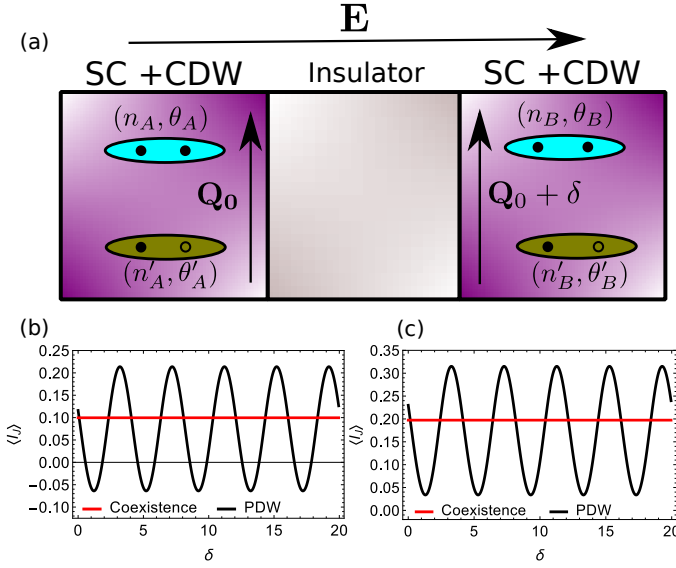 (a)
E
SC +CDW Insulator SC +CDW
(n_A, θ_A) (n_B, θ_B)
Q_0 Q_0 + δ
(n'_A, θ'_A) (n'_B, θ'_B)
(b) (c)
0.25
0.20
0.15
0.10
0.05
0.00
−0.05
−0.10
⟨I_J⟩
Coexistence PDW
0 5 10 15 20
δ
0.35
0.30
0.25
0.20
0.15
0.10
0.05
0.00
⟨I_J⟩
Coexistence PDW
0 5 10 15 20
δ